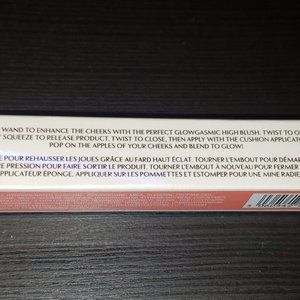 WAND TO ENHANCE THE CHEEKS WITH THE PERFECT GLOWGASMIC HIGH BLUSH. TWIST TO O
SQUEEZE TO RELEASE PRODUCT. TWIST TO CLOSE, THEN APPLY WITH THE CUSHION APPLICATO
POP ON THE APPLES OF YOUR CHEEKS AND BLEND TO GLOW!
E POUR REHAUSSER LES JOUES GRÂCE AU FARD HAUT ÉCLAT. TOURNER L'EMBOUT POUR DÉMAR
RE PRESSION POUR FAIRE SORTIR LE PRODUIT. TOURNER L'EMBOUT À NOUVEAU POUR FERMER
APPLICATEUR ÉPONGE. APPLIQUER SUR LES POMMETTES ET ESTOMPER POUR UNE MINE RADIE